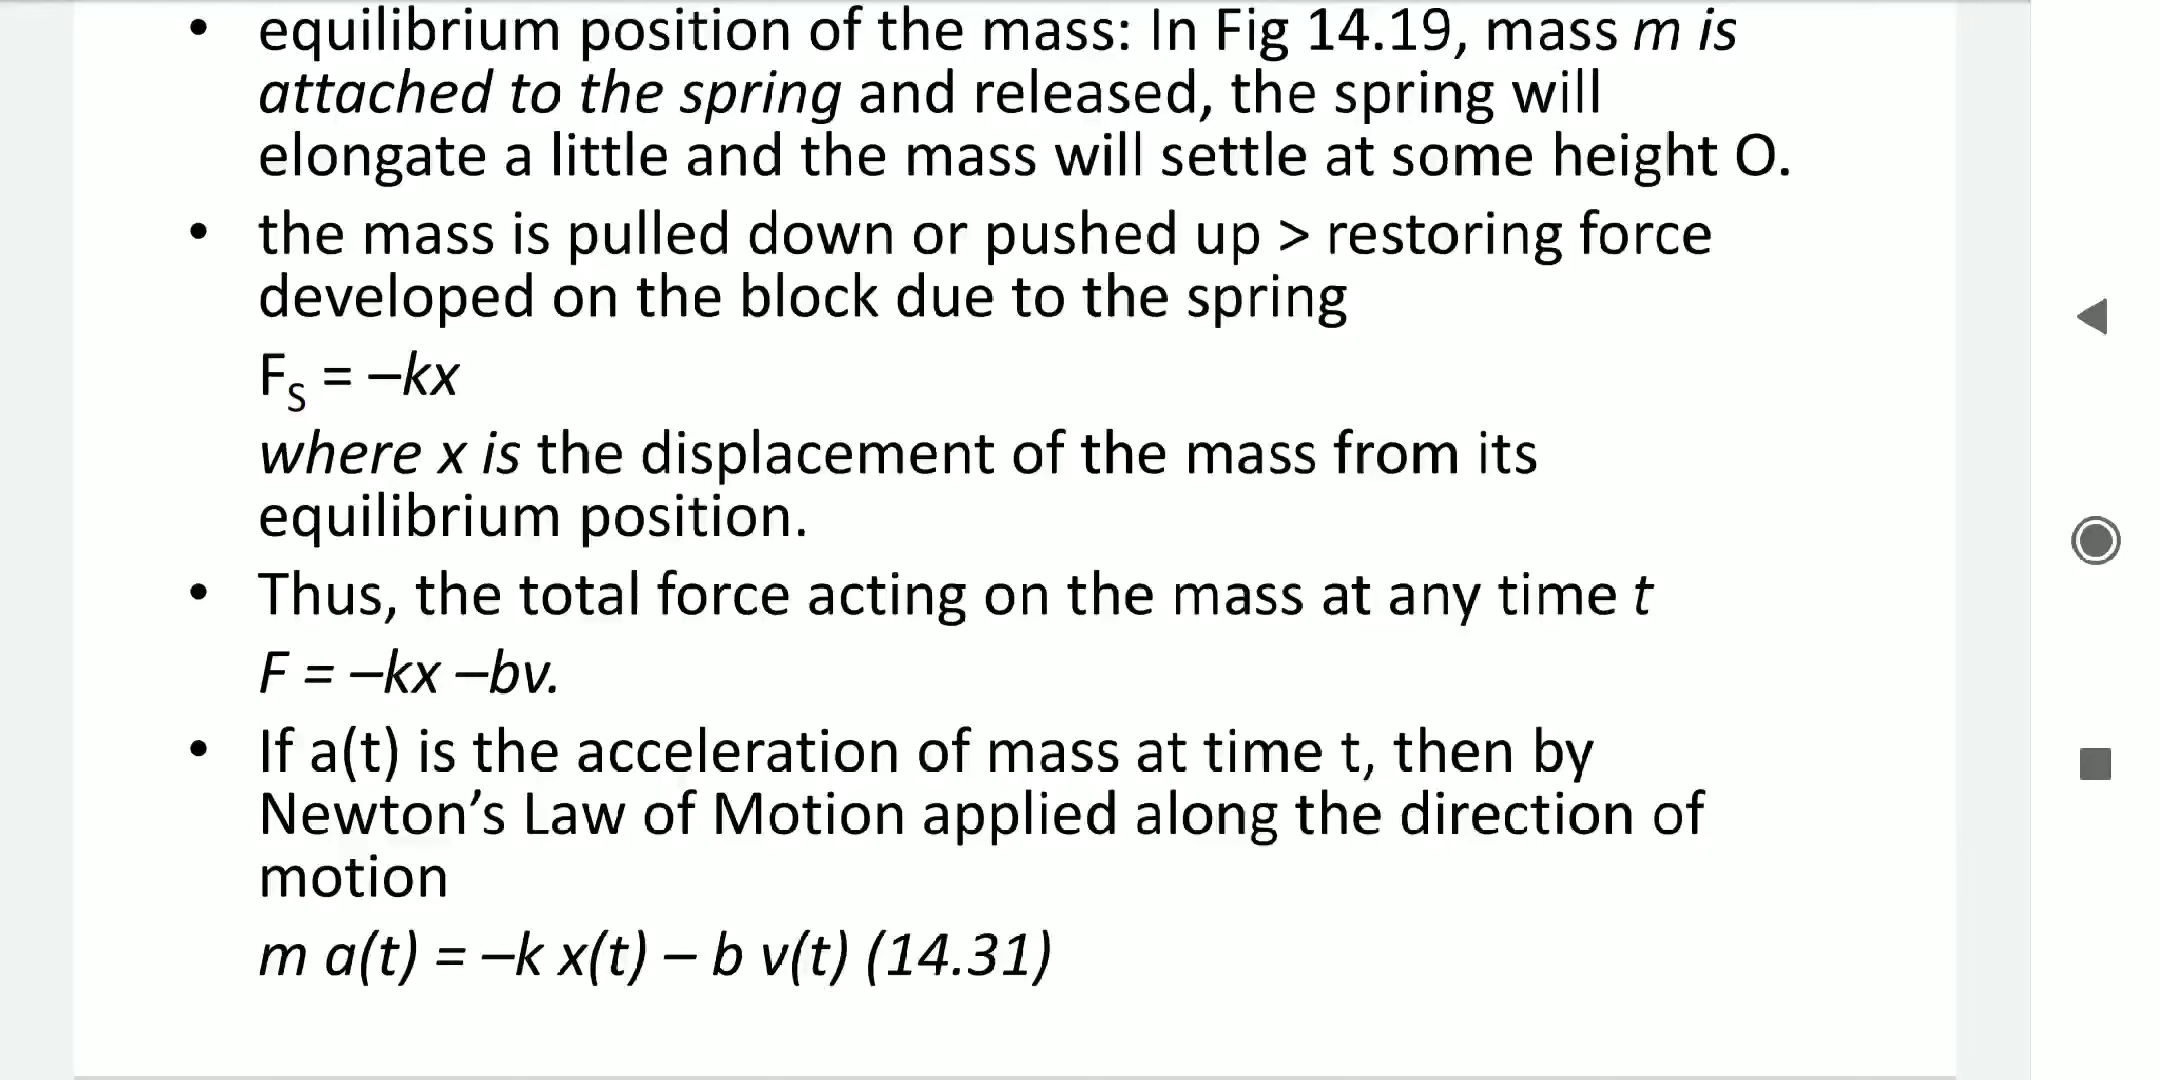 • equilibrium position of the mass: In Fig 14.19, mass m is
attached to the spring and released, the spring will
elongate a little and the mass will settle at some height O.
• the mass is pulled down or pushed up > restoring force
developed on the block due to the spring
FS = –kx
where x is the displacement of the mass from its
equilibrium position.
• Thus, the total force acting on the mass at any time t
F = –kx –bv.
• If a(t) is the acceleration of mass at time t, then by
Newton’s Law of Motion applied along the direction of
motion
m a(t) = –k x(t) – b v(t) (14.31)